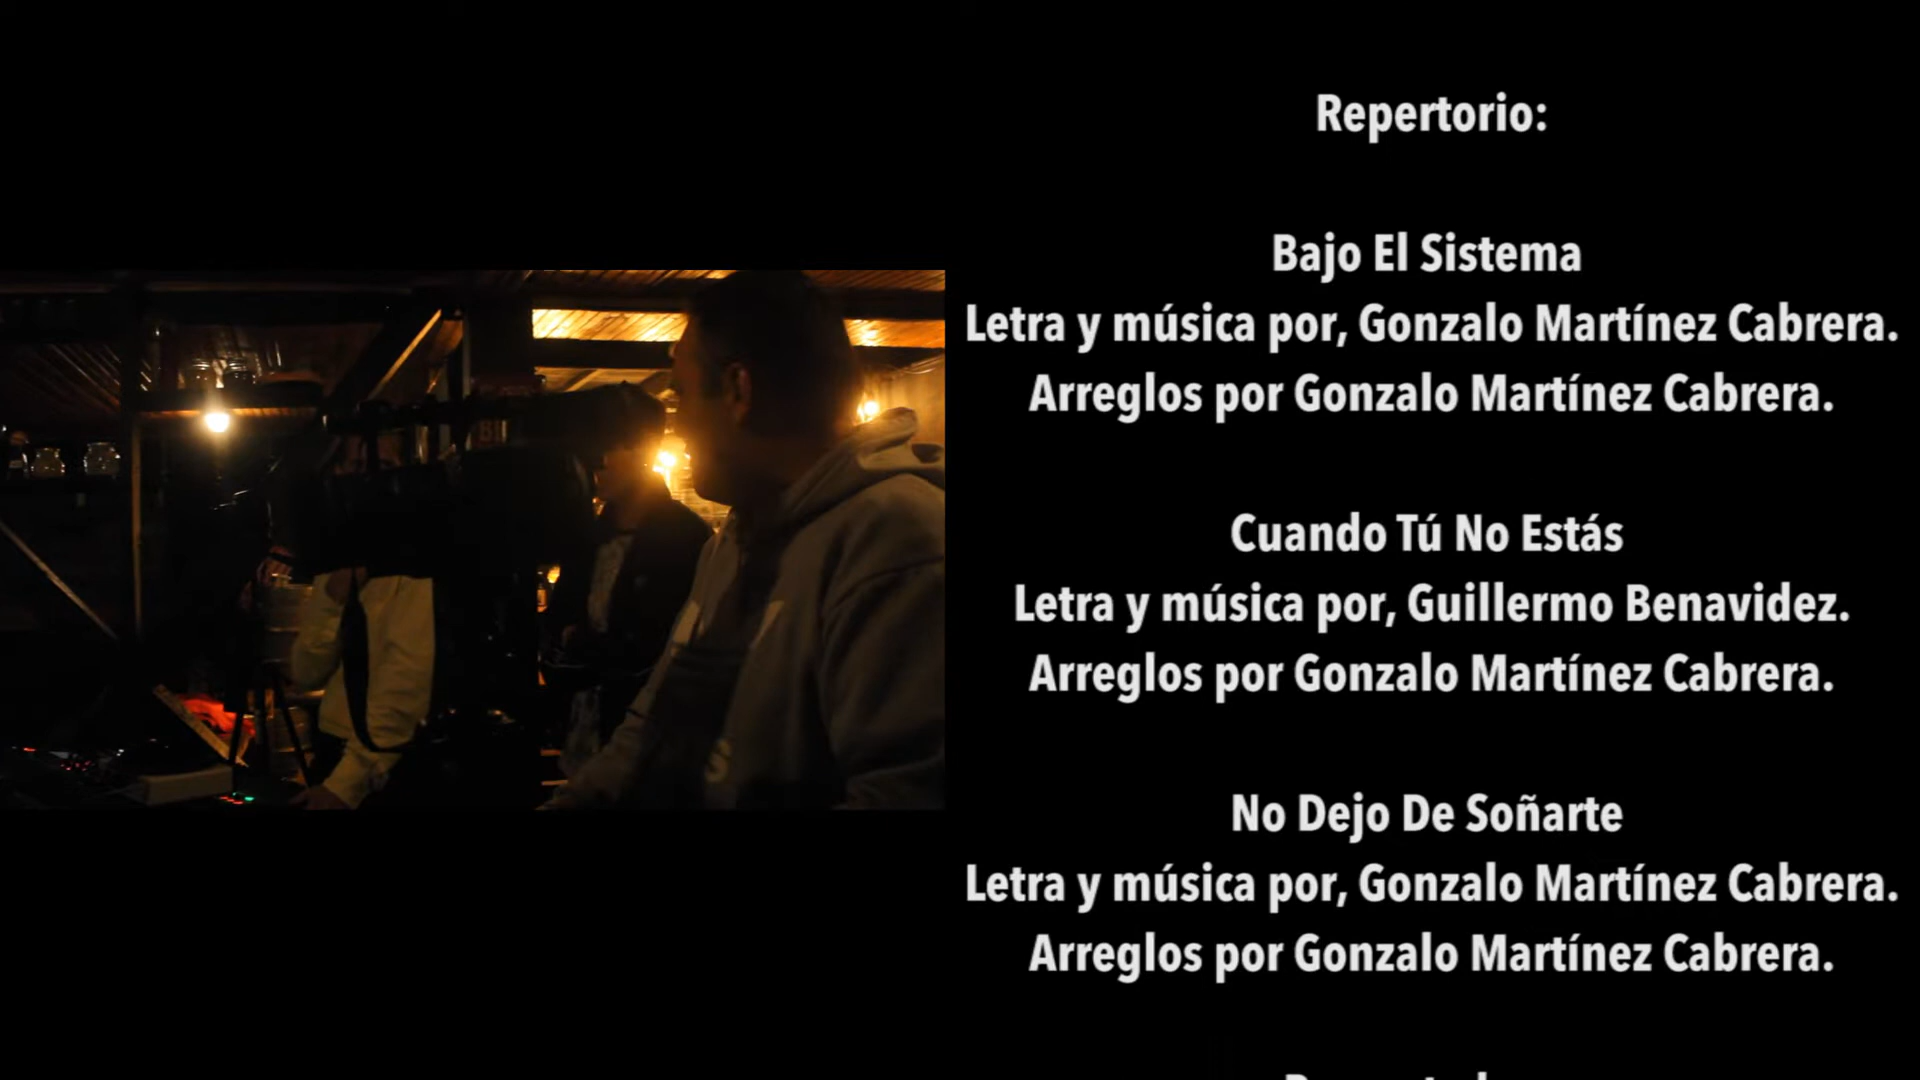 Repertorio:
Bajo El Sistema
Letra y música por, Gonzalo Martínez Cabrera.
Arreglos por Gonzalo Martínez Cabrera.
Cuando Tú No Estás
Letra y música por, Guillermo Benavidez.
Arreglos por Gonzalo Martínez Cabrera.
No Dejo De Soñarte
Letra y música por, Gonzalo Martínez Cabrera.
Arreglos por Gonzalo Martínez Cabrera.